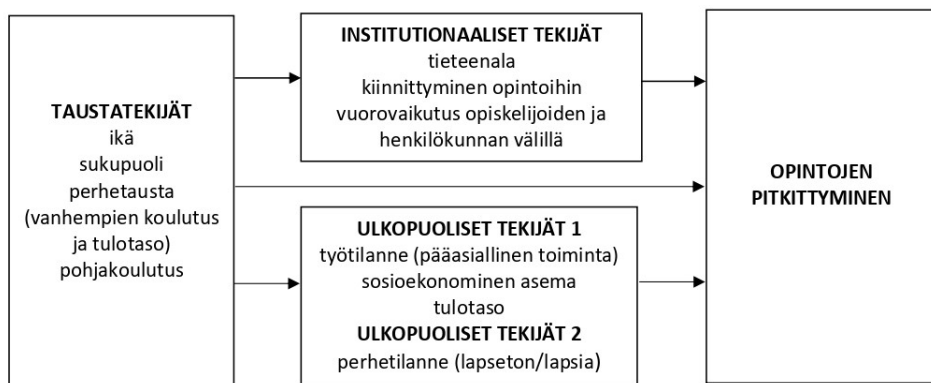 TAUSTATEKIJÄT
ikä
sukupuoli
perhetausta
(vanhempien koulutus
ja tulotaso)
pohjakoulutus
INSTITUTIONAALISET TEKIJÄT
tieteenala
kiinnittyminen opintoihin
vuorovaikutus opiskelijoiden ja
henkilökunnan välillä
ULKOPUOLISET TEKIJÄT 1
työtilanne (pääasiallinen toiminta)
sosioekonominen asema
tulotaso
ULKOPUOLISET TEKIJÄT 2
perhetilanne (lapseton/lapsia)
OPINTOJEN
PITKITTYMINEN